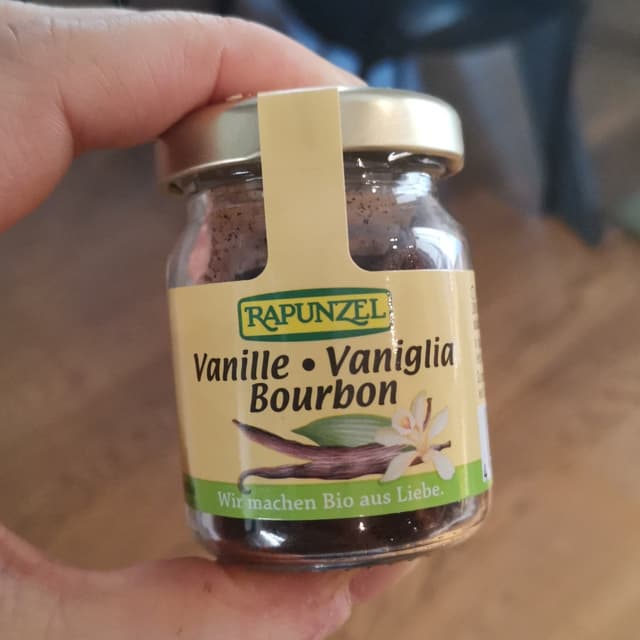 RAPUNZEL
Vanille • Vaniglia
Bourbon
Wir machen Bio aus Liebe.